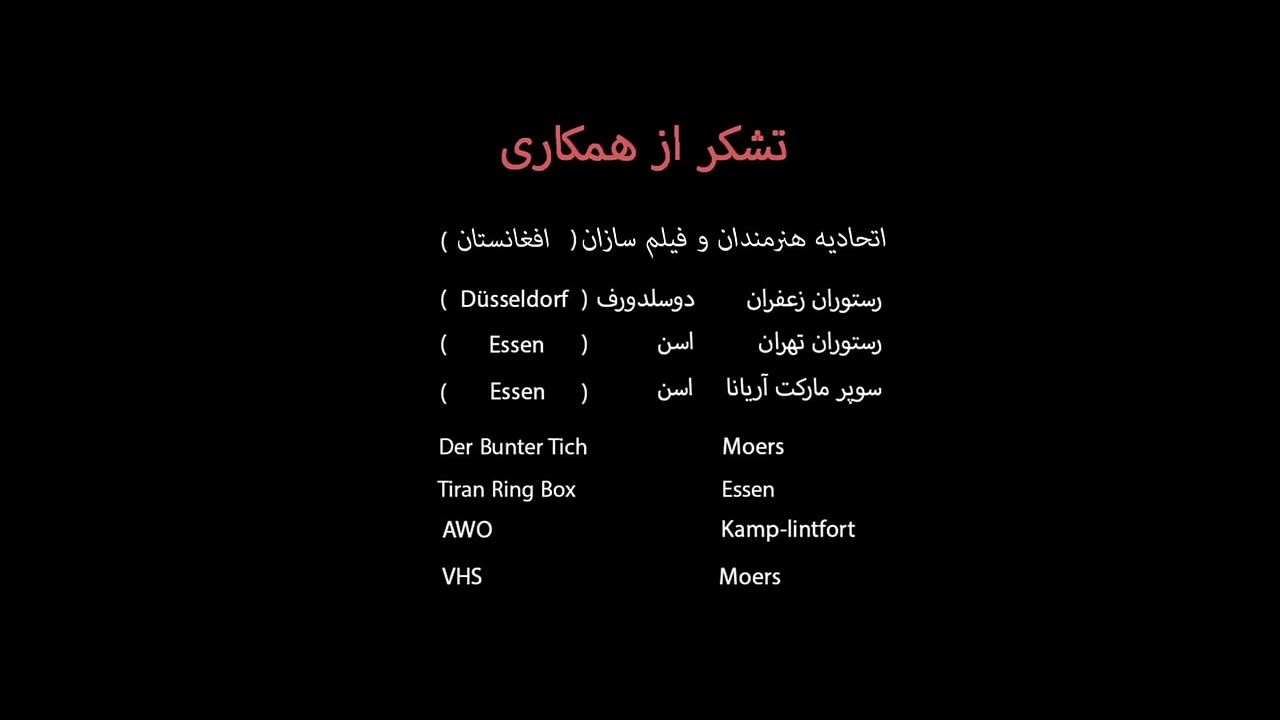 تشکر از همکاری
اتحادیه هنرمندان و فیلم سازان ( افغانستان )
رستوران زعفران دوسلدورف ( Düsseldorf )
رستوران تهران اسن ( Essen )
سوپر مارکت آریانا اسن ( Essen )
Der Bunter Tich Moers
Tiran Ring Box Essen
AWO Kamp-lintfort
VHS Moers